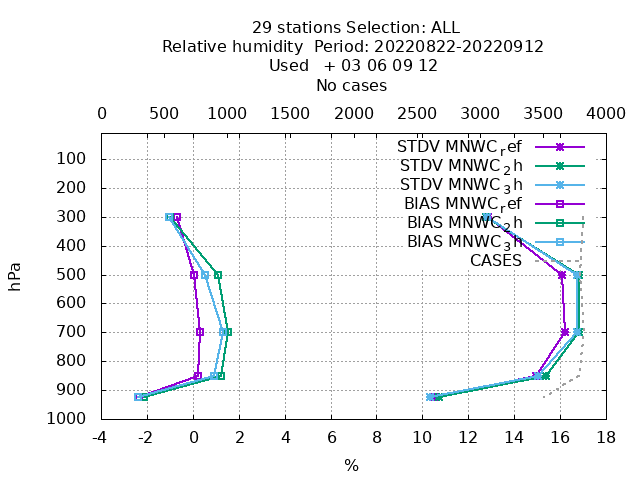 29 stations Selection: ALL
Relative humidity  Period: 20220822-20220912
Used   + 03 06 09 12
No cases
300 500 1000 1500 2000 2500 3000 3500 4000
STDV MNWC_ref
STDV MNWC_2h
STDV MNWC_3h
BIAS MNWC_ref
BIAS MNWC_2h
BIAS MNWC_3h
CASES
100
200
300
400
500
600
700
800
900
1000
hPa
-4 -2 0 2 4 6 8 10 12 14 16 18
%